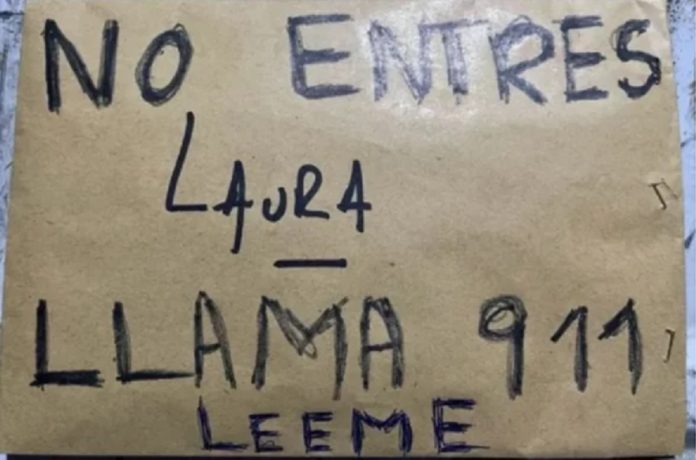 NO ENTRES
LAURA
LLAMA 911
LEEME